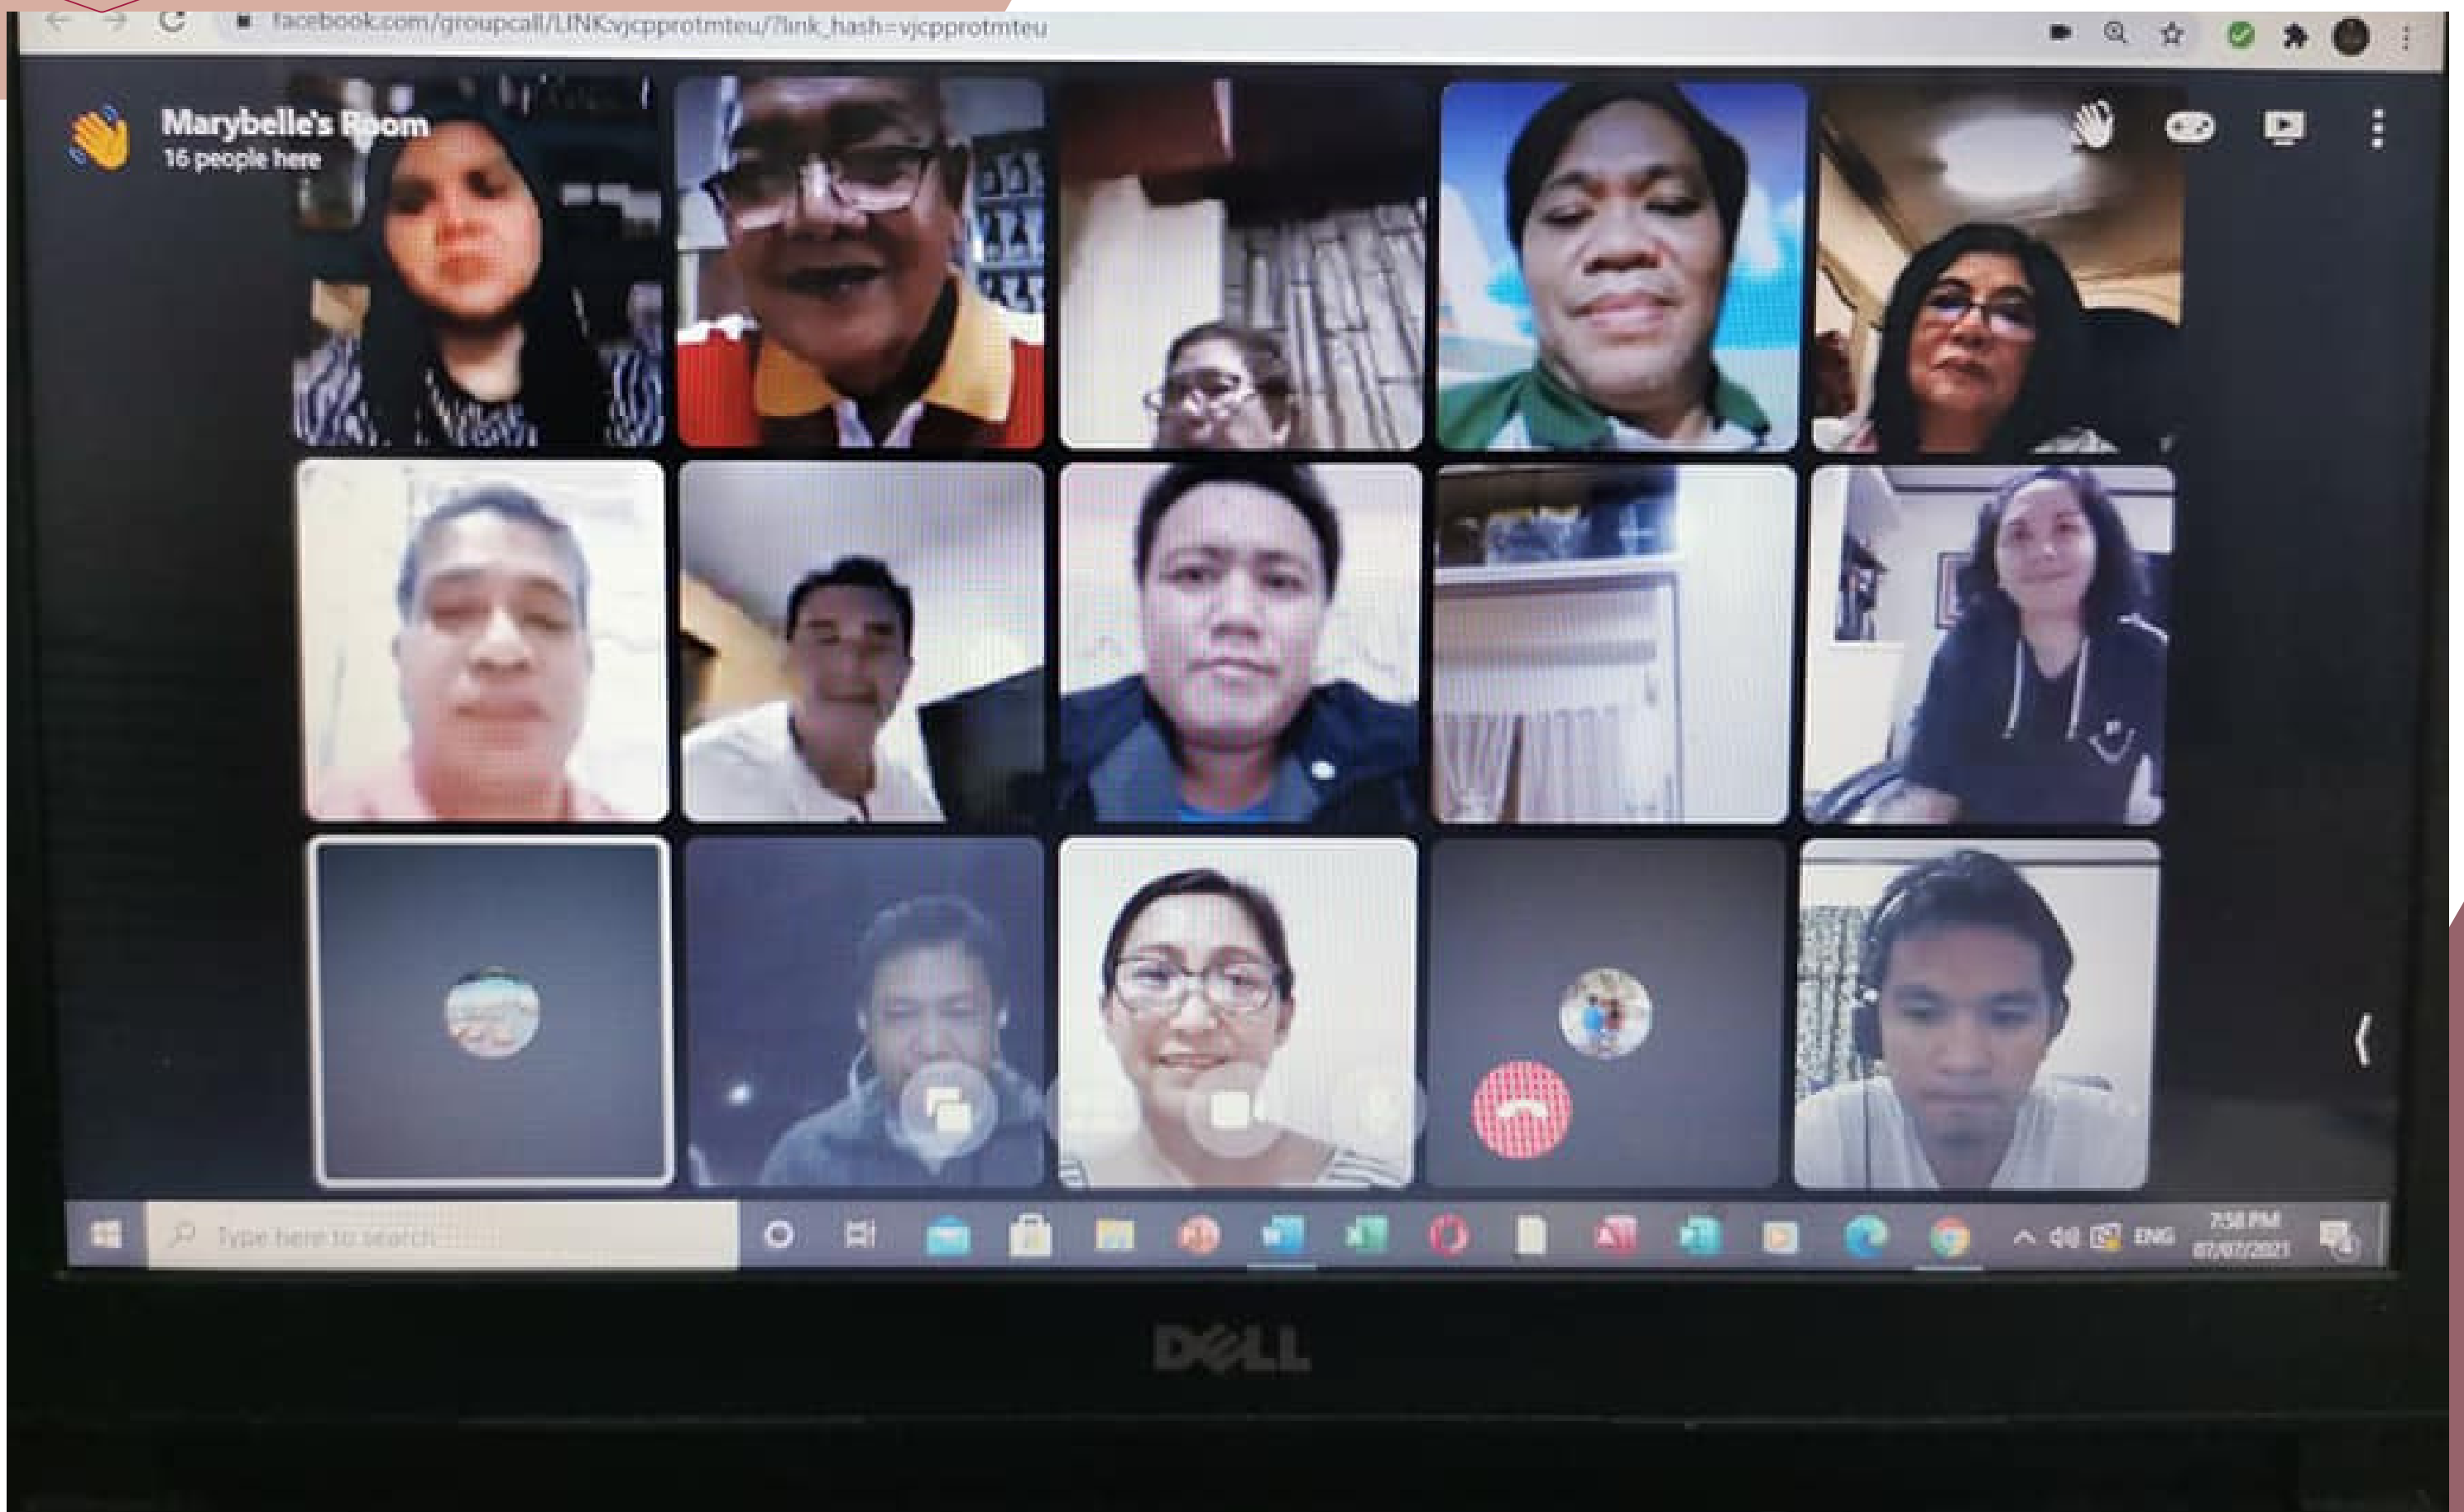 facebook.com/groupcall/LINK:vjcpprotmteu/?link_hash=vjcpprotmteu
Marybelle's Room
16 people here
Type here to search
ENG
7:58 PM
07/07/2021
DELL